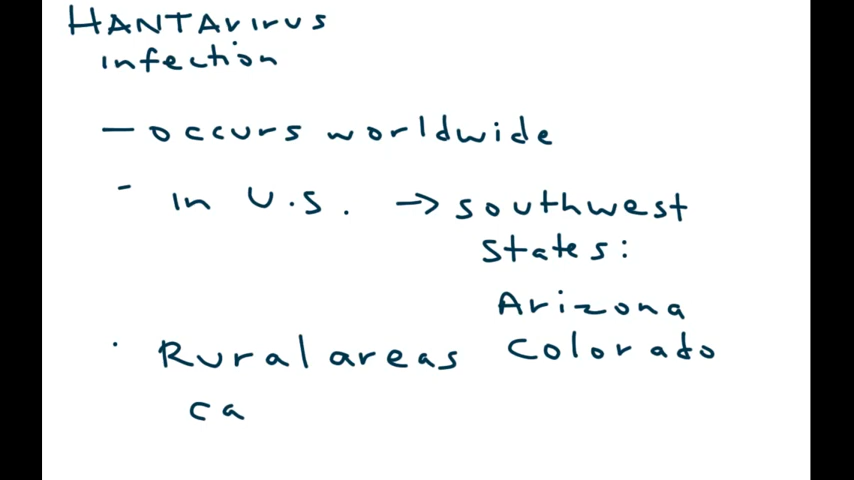 HANTAvirus
infection
— occurs worldwide
- in U.S. → southwest
states:
Arizona
Colorado
· Rural areas
ca